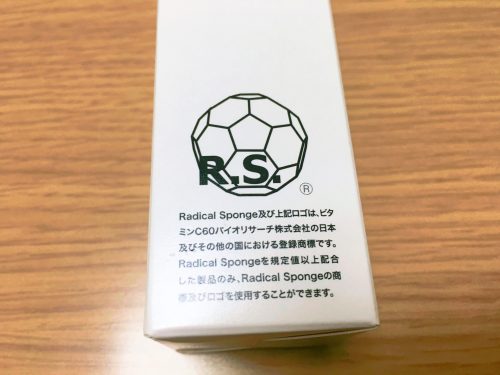 R.S.
®
Radical Sponge及び上記ロゴは、ビタ
ミンC60バイオリサーチ株式会社の日本
及びその他の国における登録商標です。
Radical Spongeを規定値以上配合し
た製品のみ、Radical Spongeの商
標及びロゴを使用することができます。